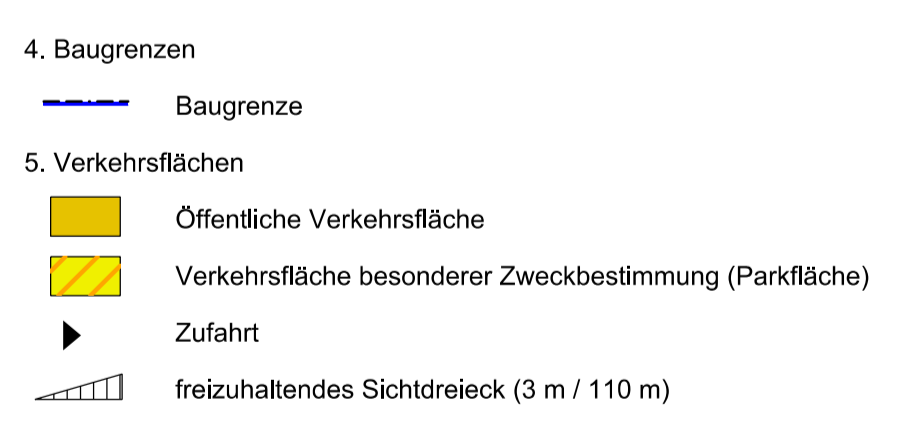 4. Baugrenzen
Baugrenze
5. Verkehrsflächen
Öffentliche Verkehrsfläche
Verkehrsfläche besonderer Zweckbestimmung (Parkfläche)
Zufahrt
freizuhaltendes Sichtdreieck (3 m / 110 m)